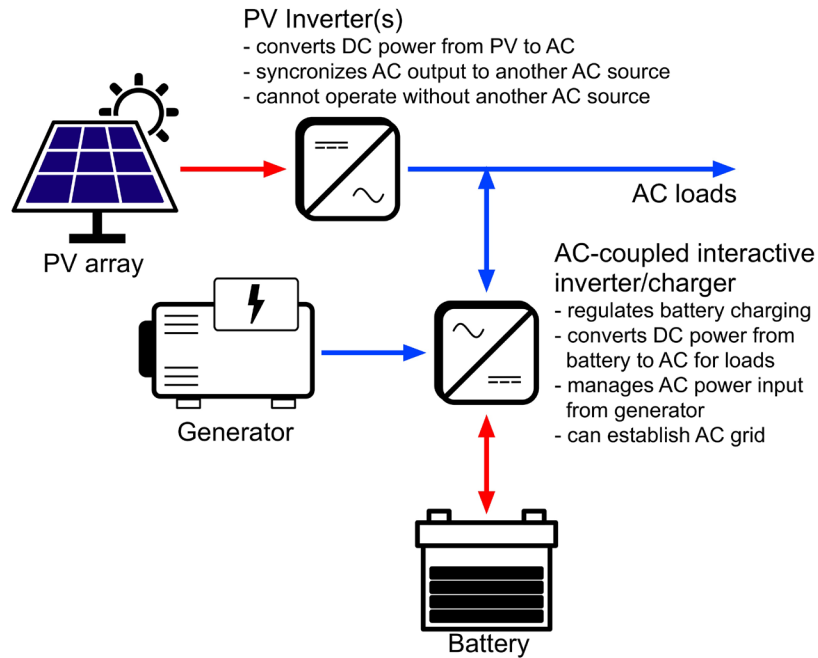 PV Inverter(s)
- converts DC power from PV to AC
- syncronizes AC output to another AC source
- cannot operate without another AC source
AC loads
PV array
AC-coupled interactive
inverter/charger
- regulates battery charging
- converts DC power from
battery to AC for loads
- manages AC power input
from generator
- can establish AC grid
Generator
Battery